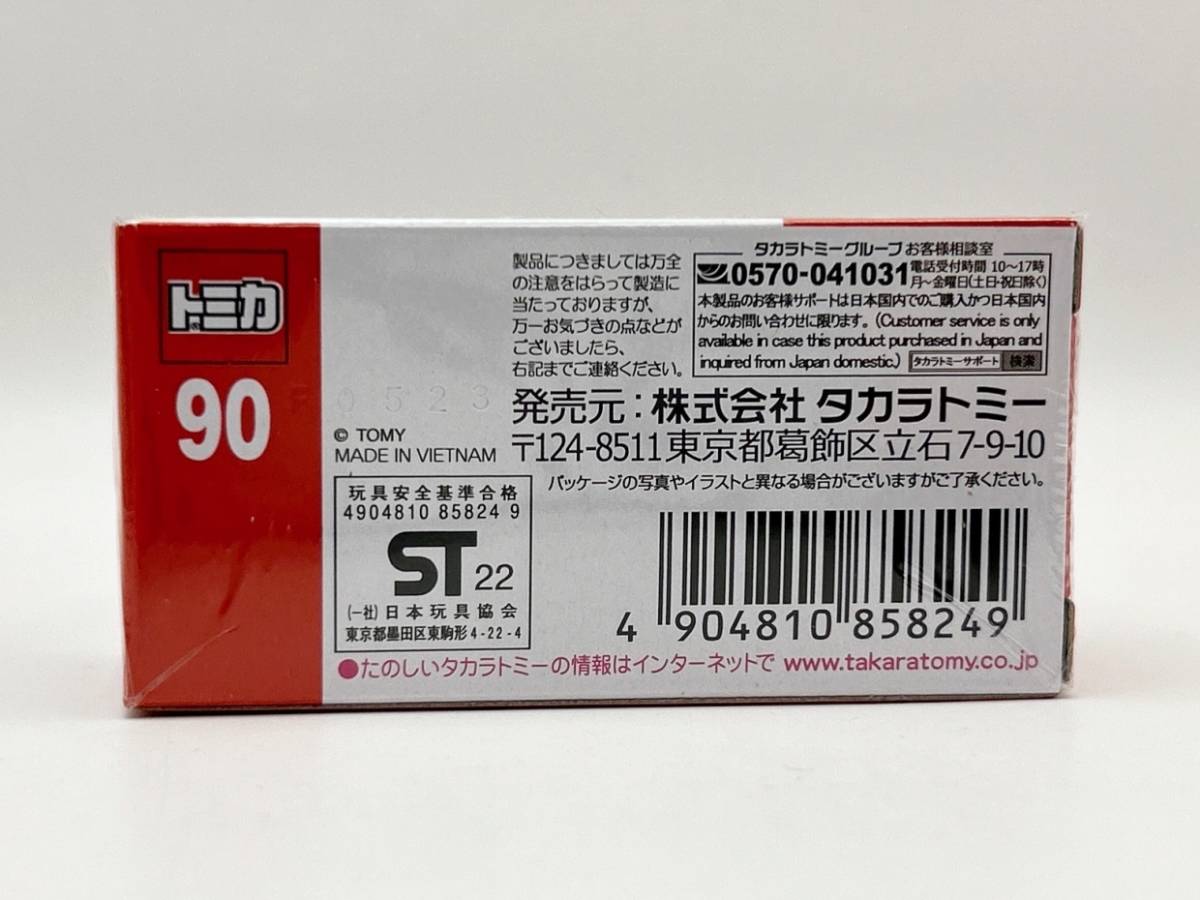 トミカ
90
0523
© TOMY
MADE IN VIETNAM
製品につきましては万全
の注意をはらって製造に
当たっておりますが、
万一お気づきの点などが
ございましたら、
右記までご連絡ください。
タカラトミーグループ お客様相談室
0570-041031
電話受付時間 10〜17時
月〜金曜日(土日・祝日除く)
本製品のお客様サポートは日本国内でのご購入かつ日本国内
からのお問い合わせに限ります。(Customer service is only
available in case this product purchased in Japan and
inquired from Japan domestic.) タカラトミーサポート 検索
発売元：株式会社 タカラトミー
〒124-8511 東京都葛飾区立石7-9-10
パッケージの写真やイラストと異なる場合がございますがご了承ください。
玩具安全基準合格
4904810 85824 9
ST 22
(一社)日本玩具協会
東京都墨田区東駒形4-22-4
4 904810 858249
●たのしいタカラトミーの情報はインターネットで www.takaratomy.co.jp